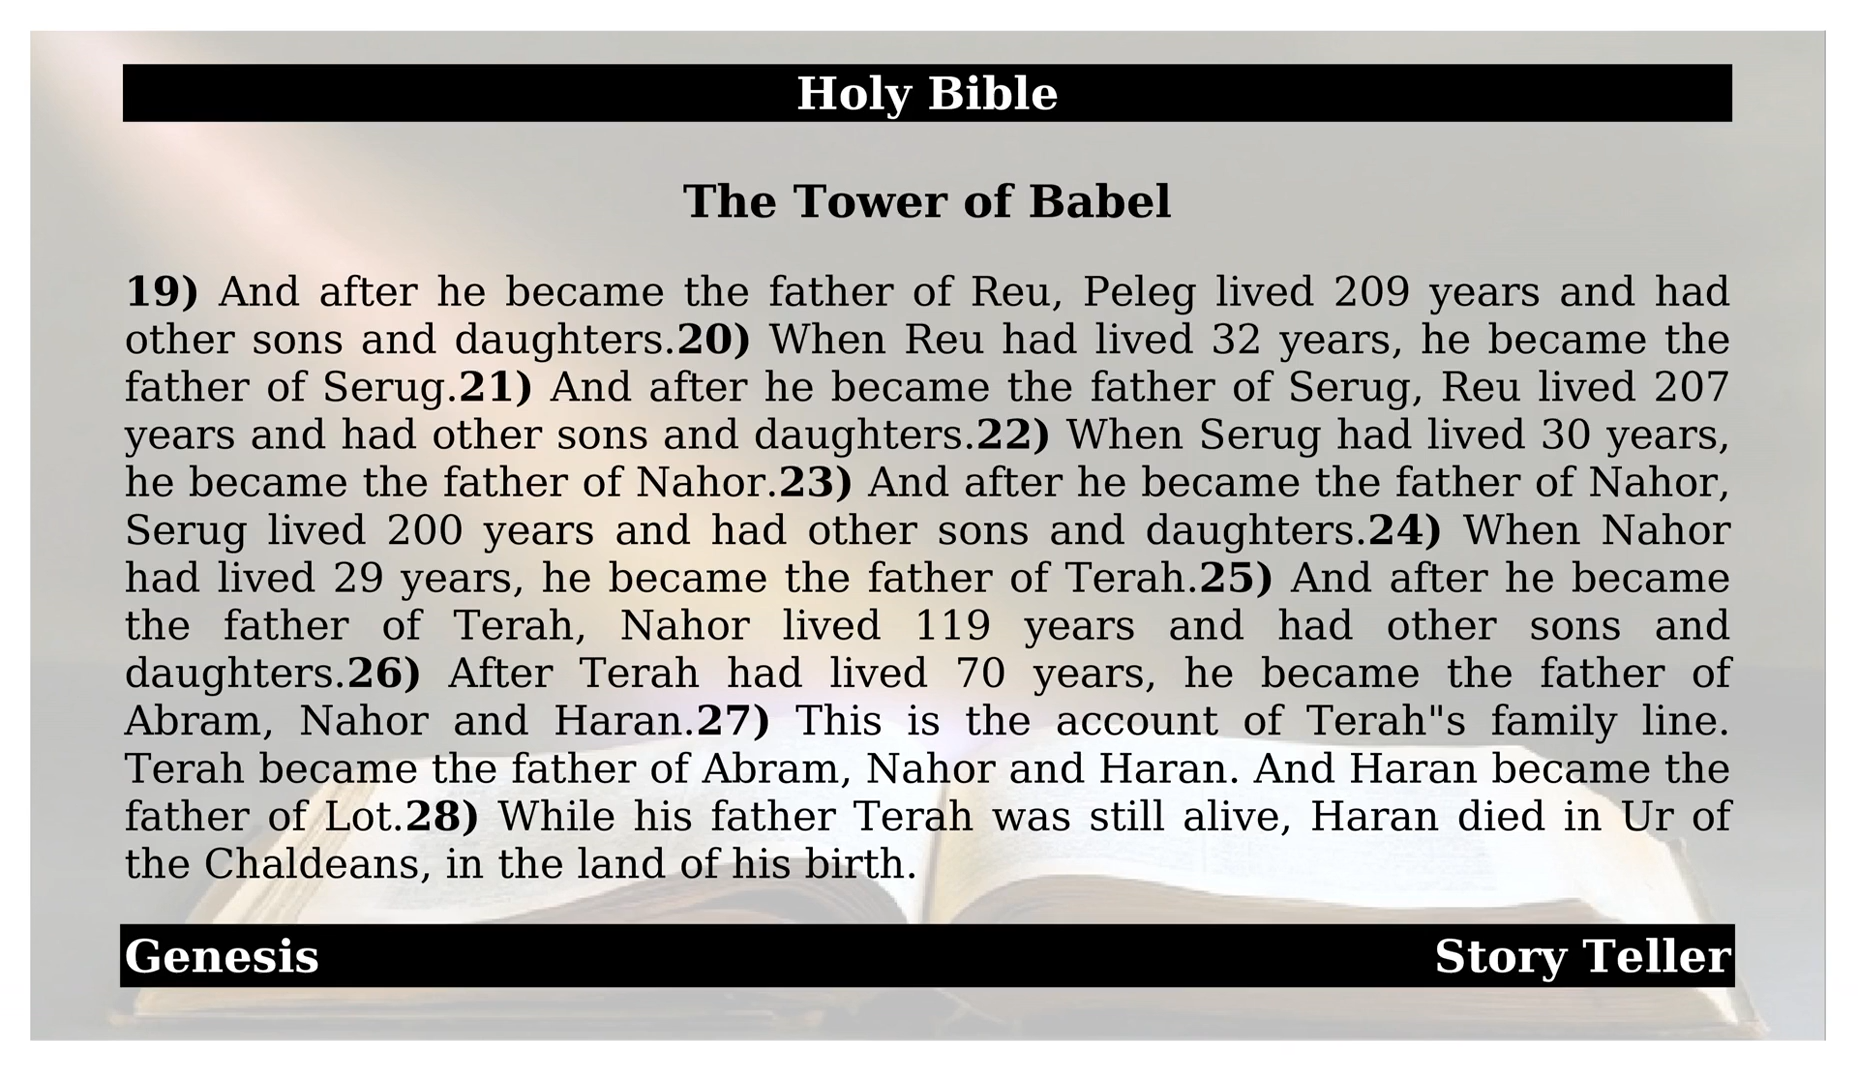 Holy Bible
The Tower of Babel
19) And after he became the father of Reu, Peleg lived 209 years and had
other sons and daughters.20) When Reu had lived 32 years, he became the
father of Serug.21) And after he became the father of Serug, Reu lived 207
years and had other sons and daughters.22) When Serug had lived 30 years,
he became the father of Nahor.23) And after he became the father of Nahor,
Serug lived 200 years and had other sons and daughters.24) When Nahor
had lived 29 years, he became the father of Terah.25) And after he became
the father of Terah, Nahor lived 119 years and had other sons and
daughters.26) After Terah had lived 70 years, he became the father of
Abram, Nahor and Haran.27) This is the account of Terah"s family line.
Terah became the father of Abram, Nahor and Haran. And Haran became the
father of Lot.28) While his father Terah was still alive, Haran died in Ur of
the Chaldeans, in the land of his birth.
Genesis Story Teller